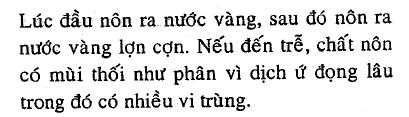 Lúc đầu nôn ra nước vàng, sau đó nôn ra
nước vàng lợn cợn. Nếu đến trễ, chất nôn
có mùi thối như phân vì dịch ứ đọng lâu
trong đó có nhiều vi trùng.